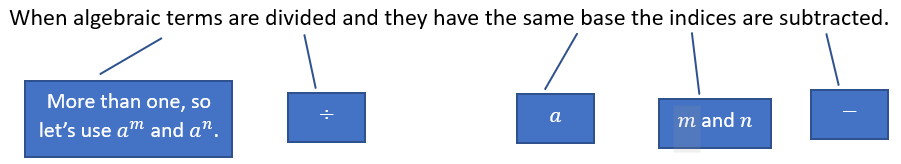 When algebraic terms are divided and they have the same base the indices are subtracted.
More than one, so
let's use aᵐ and aⁿ.
÷
a
m and n
−